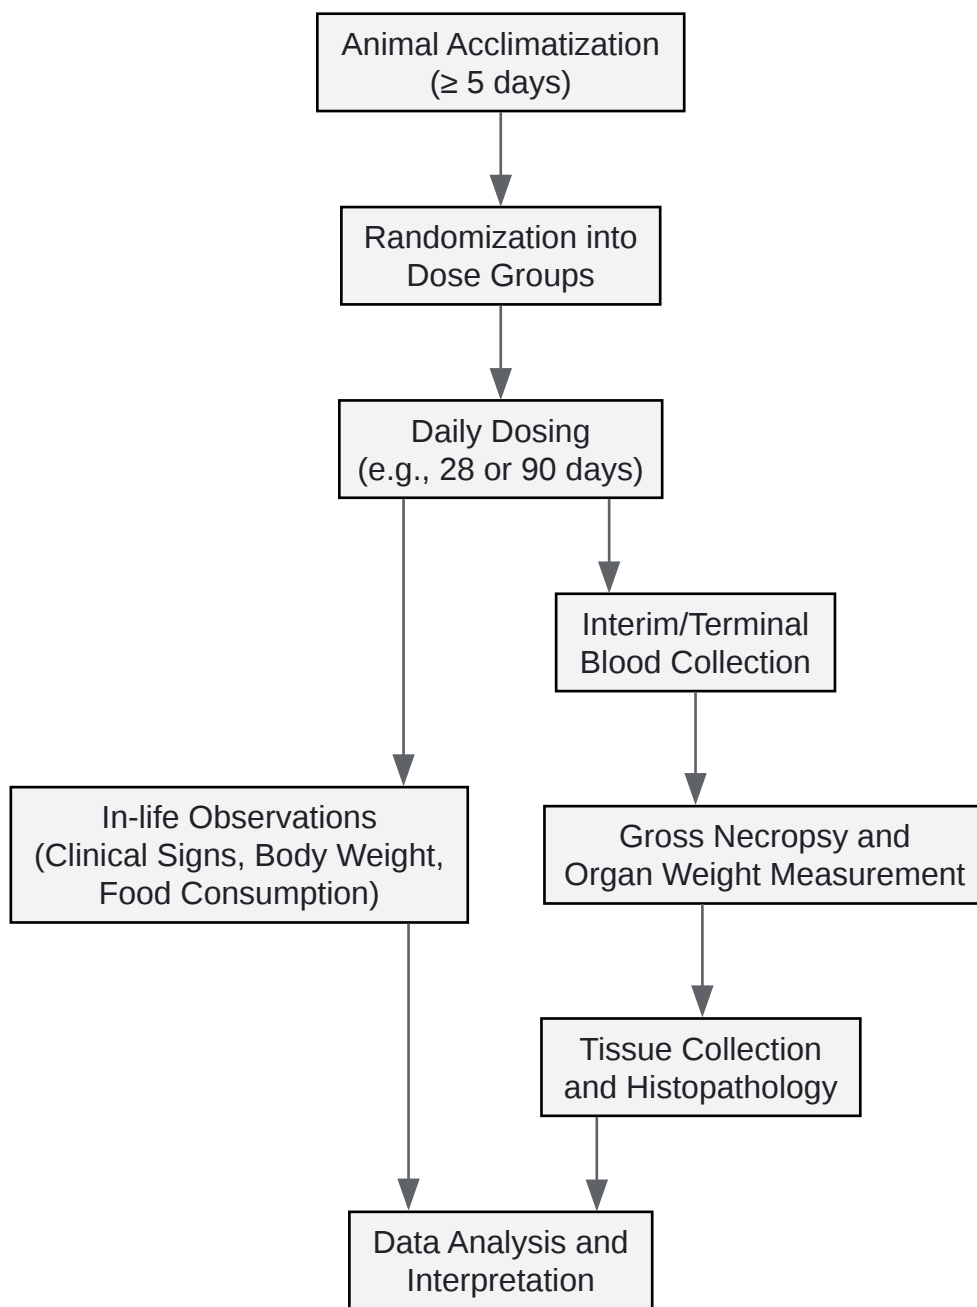 Animal Acclimatization
(≥ 5 days)
Randomization into
Dose Groups
Daily Dosing
(e.g., 28 or 90 days)
Interim/Terminal
Blood Collection
In-life Observations
(Clinical Signs, Body Weight,
Food Consumption)
Gross Necropsy and
Organ Weight Measurement
Tissue Collection
and Histopathology
Data Analysis and
Interpretation